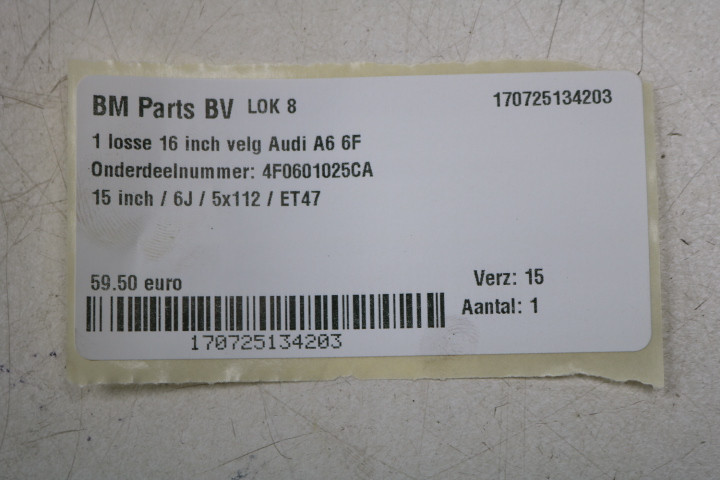 BM Parts BV LOK 8 170725134203
1 losse 16 inch velg Audi A6 6F
Onderdeelnummer: 4F0601025CA
15 inch / 6J / 5x112 / ET47
59.50 euro Verz: 15
Aantal: 1
170725134203